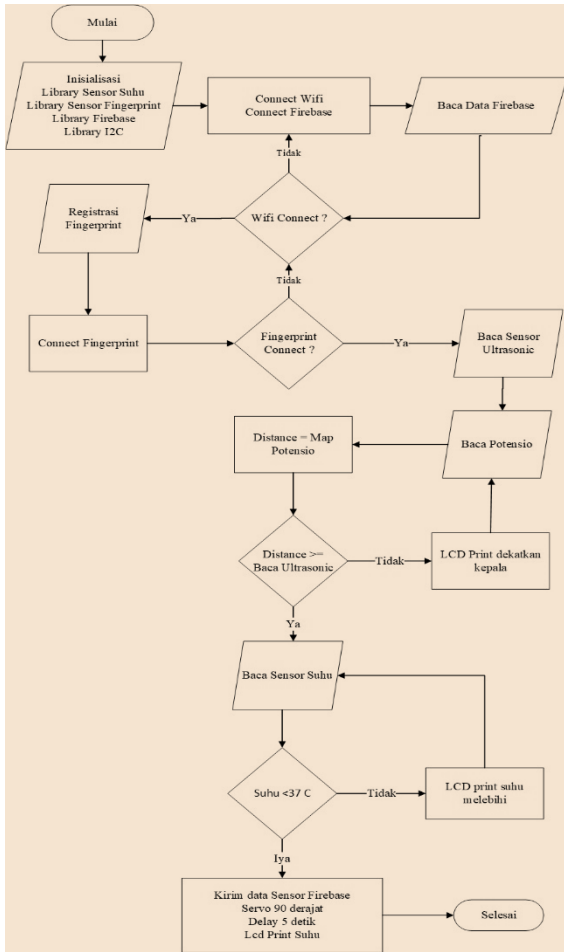 Mulai
Inisialisasi
Library Sensor Suhu
Library Sensor Fingerprint
Library Firebase
Library I2C
Connect Wifi
Connect Firebase
Baca Data Firebase
Tidak
Wifi Connect ?
Ya
Registrasi
Fingerprint
Tidak
Connect Fingerprint
Fingerprint
Connect ?
Ya
Baca Sensor
Ultrasonic
Baca Potensio
Distance = Map
Potensio
Distance >=
Baca Ultrasonic
Tidak
LCD Print dekatkan
kepala
Ya
Baca Sensor Suhu
Suhu <37 C
Tidak
LCD print suhu
melebihi
Iya
Kirim data Sensor Firebase
Servo 90 derajat
Delay 5 detik
Lcd Print Suhu
Selesai